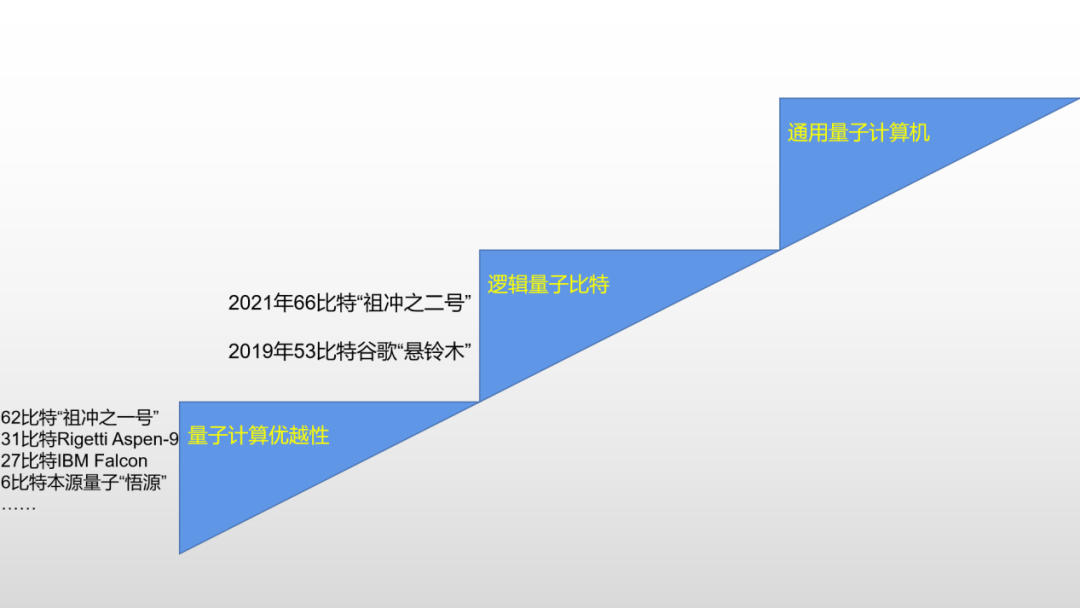 通用量子计算机
逻辑量子比特
2021年66比特“祖冲之二号”
2019年53比特谷歌“悬铃木”
量子计算优越性
62比特“祖冲之一号”
31比特Rigetti Aspen-9
27比特IBM Falcon
6比特本源量子“悟源”
……